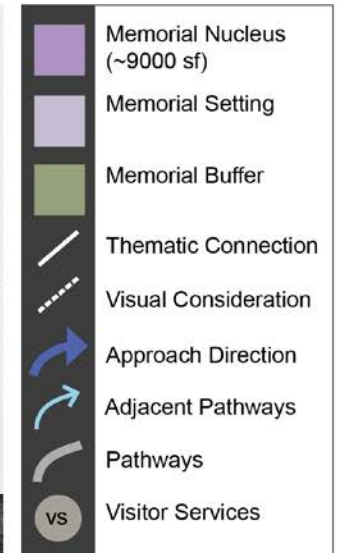 Memorial Nucleus
(~9000 sf)
Memorial Setting
Memorial Buffer
Thematic Connection
Visual Consideration
Approach Direction
Adjacent Pathways
Pathways
VS Visitor Services